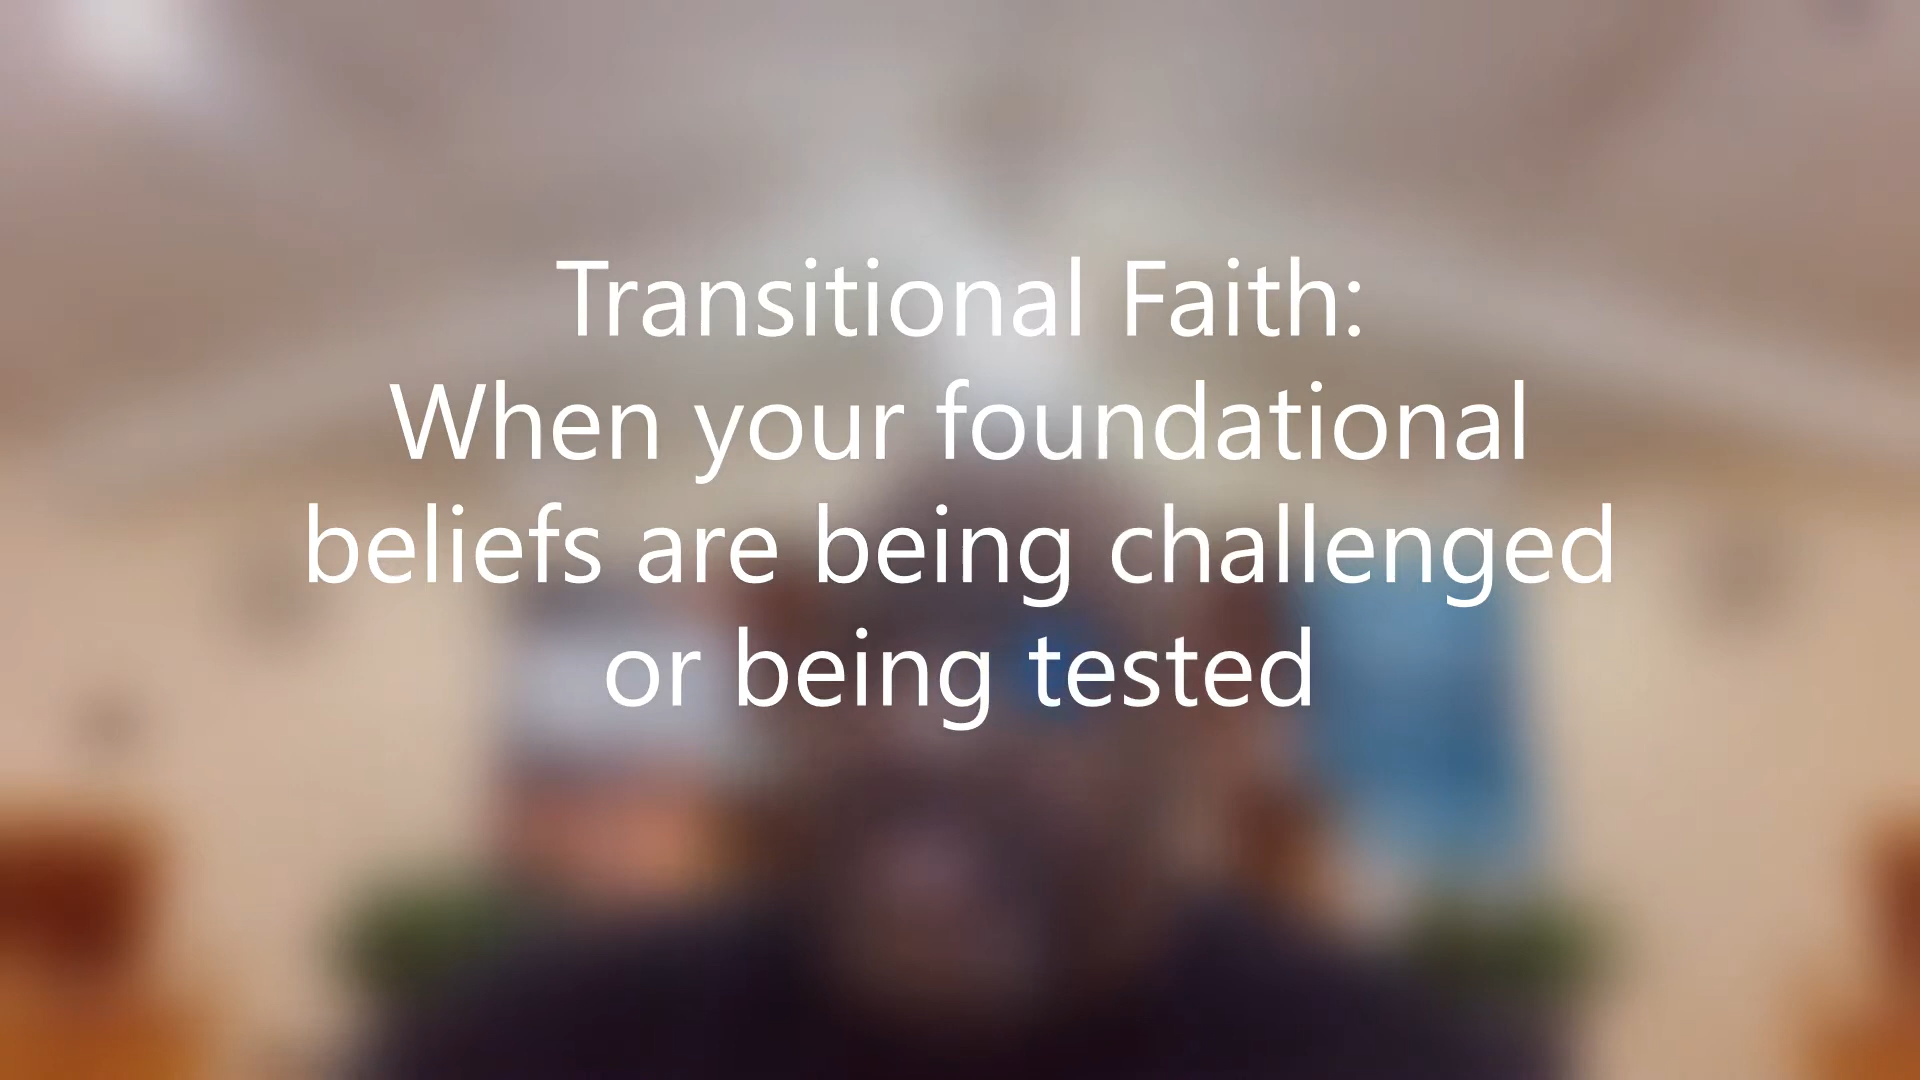 Transitional Faith:
When your foundational
beliefs are being challenged
or being tested